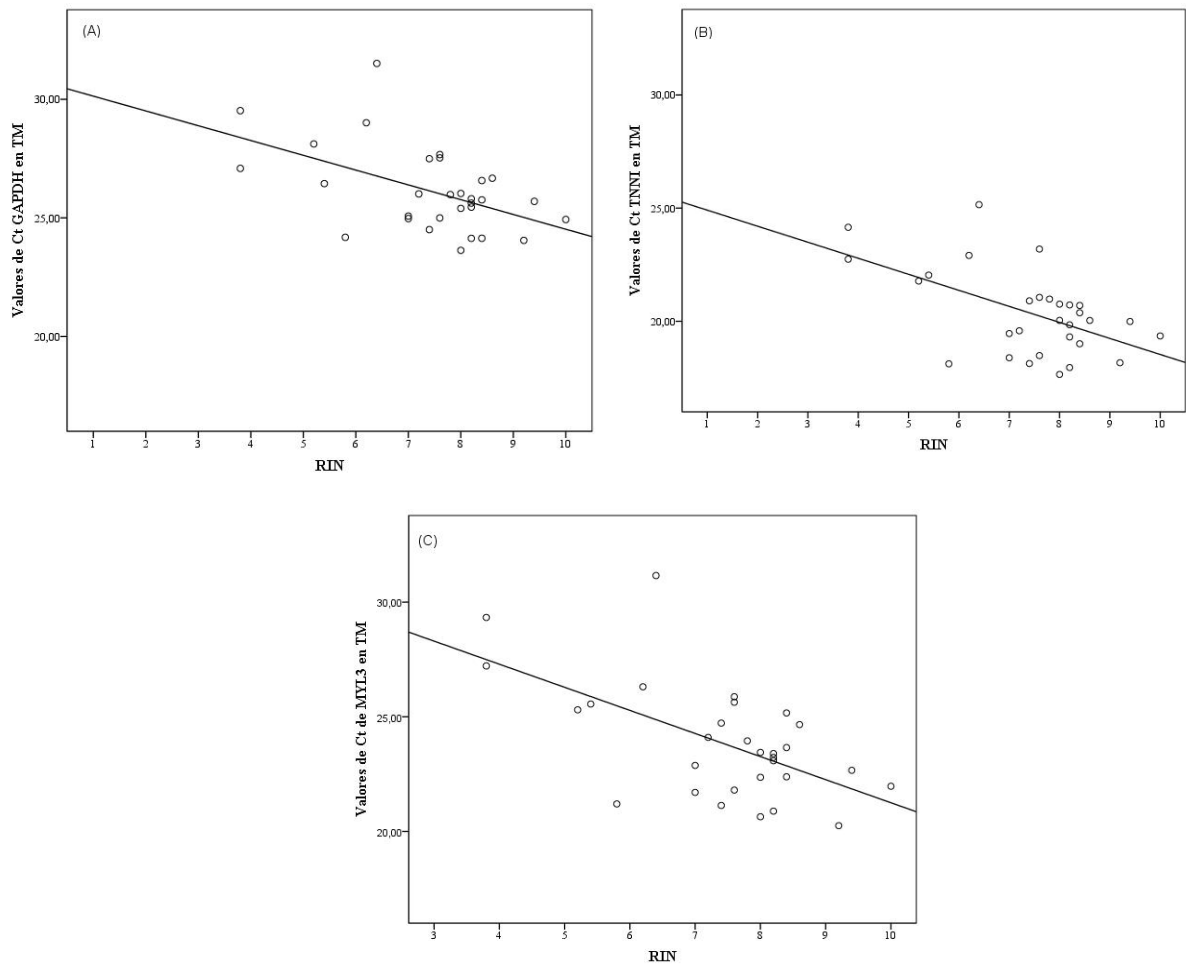 (A)
Valores de Ct GAPDH en TM
30,00
25,00
20,00
1 2 3 4 5 6 7 8 9 10
RIN
(B)
Valores de Ct TNNI en TM
30,00
25,00
20,00
1 2 3 4 5 6 7 8 9 10
RIN
(C)
Valores de Ct de MYL3 en TM
30,00
25,00
20,00
3 4 5 6 7 8 9 10
RIN